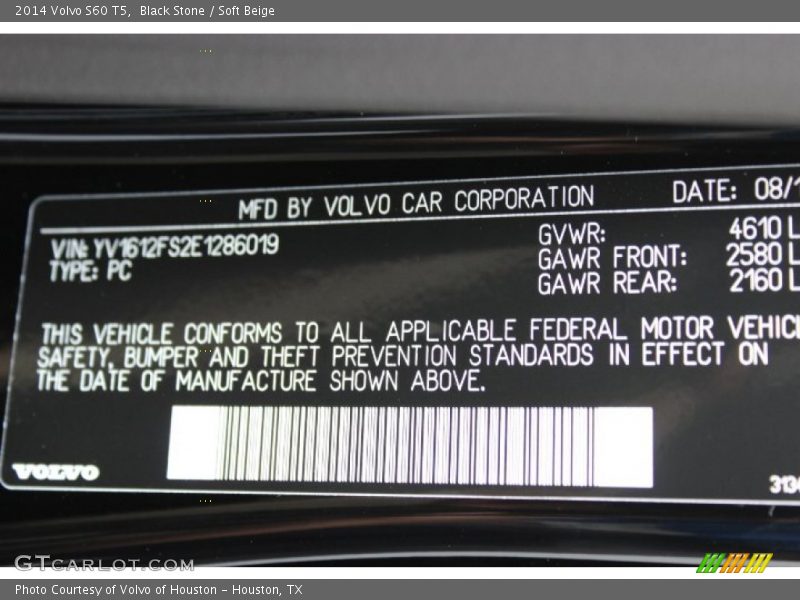 2014 Volvo S60 T5, Black Stone / Soft Beige
MFD BY VOLVO CAR CORPORATION DATE: 08/1
VIN: YV1612FS2E1286019 GVWR: 4610 L
TYPE: PC GAWR FRONT: 2580 L
GAWR REAR: 2160 L
THIS VEHICLE CONFORMS TO ALL APPLICABLE FEDERAL MOTOR VEHIC
SAFETY, BUMPER AND THEFT PREVENTION STANDARDS IN EFFECT ON
THE DATE OF MANUFACTURE SHOWN ABOVE.
VOLVO 313
GTCARLOT.COM
Photo Courtesy of Volvo of Houston - Houston, TX